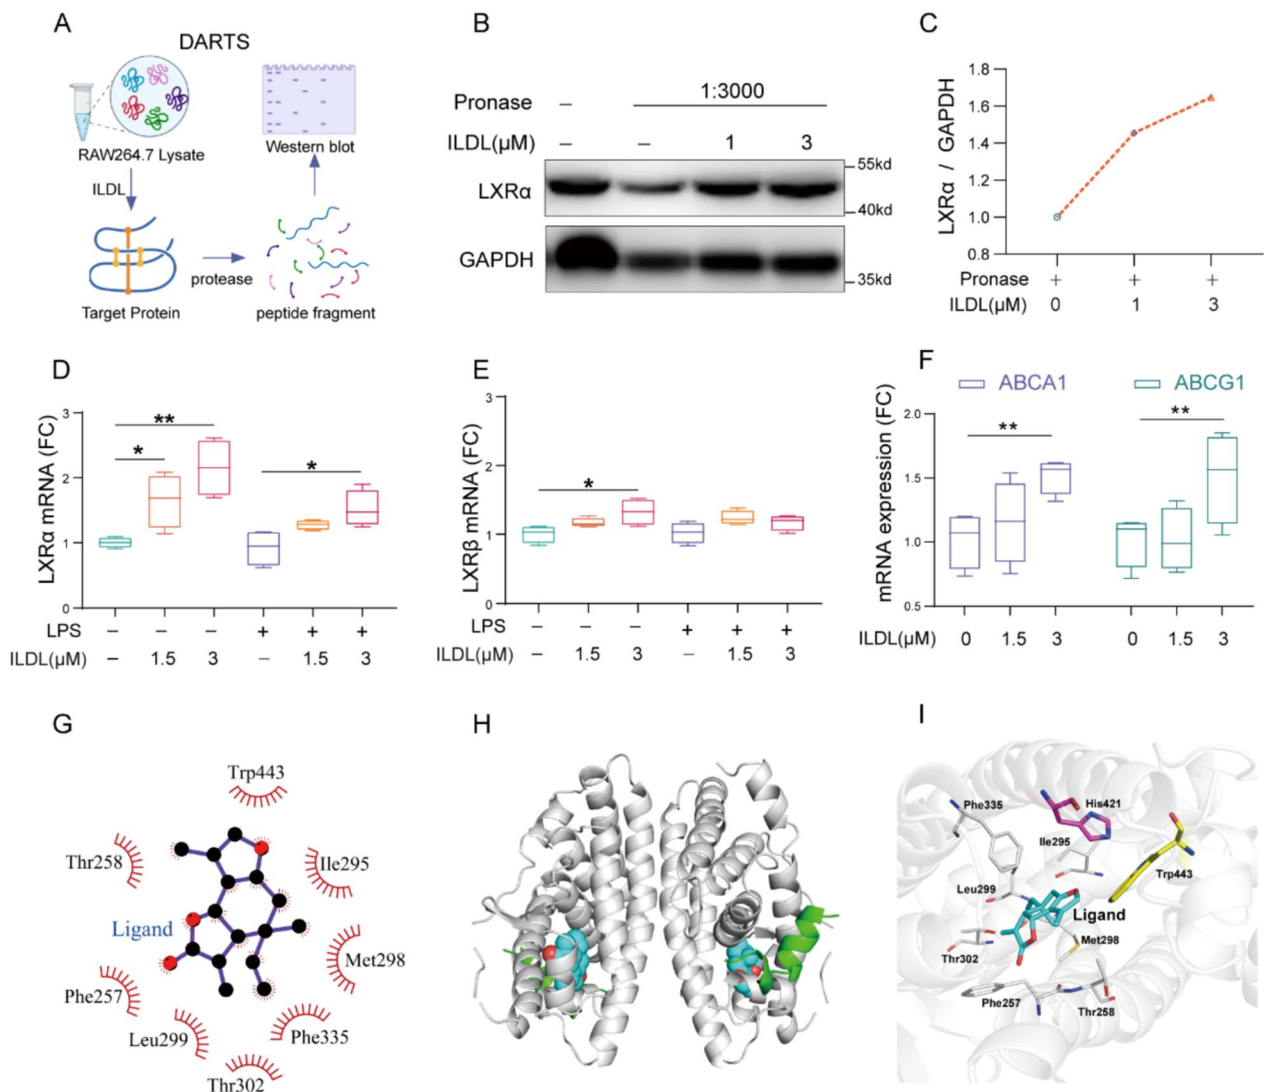 A
DARTS
RAW264.7 Lysate
Western blot
ILDL
protease
Target Protein
peptide fragment
B
Pronase – 1:3000
ILDL(μM) – – 1 3
LXRα
55kd
40kd
GAPDH
35kd
C
LXRα / GAPDH
1.8
1.6
1.4
1.2
1.0
0.8
Pronase + + +
ILDL(μM) 0 1 3
D
LXRα mRNA (FC)
3
2
1
0
** 
*
*
LPS – – – + + +
ILDL(μM) – 1.5 3 – 1.5 3
E
LXRβ mRNA (FC)
3
2
1
0
*
LPS – – – + + +
ILDL(μM) – 1.5 3 – 1.5 3
F
ABCA1 ABCG1
mRNA expression (FC)
2.0
1.5
1.0
0.5
** **
ILDL(μM) 0 1.5 3 0 1.5 3
G
Trp443
Thr258
Ile295
Ligand
Met298
Phe257
Leu299
Phe335
Thr302
H
I
Phe335
His421
Ile295
Trp443
Leu299
Ligand
Met298
Thr302
Phe257
Thr258